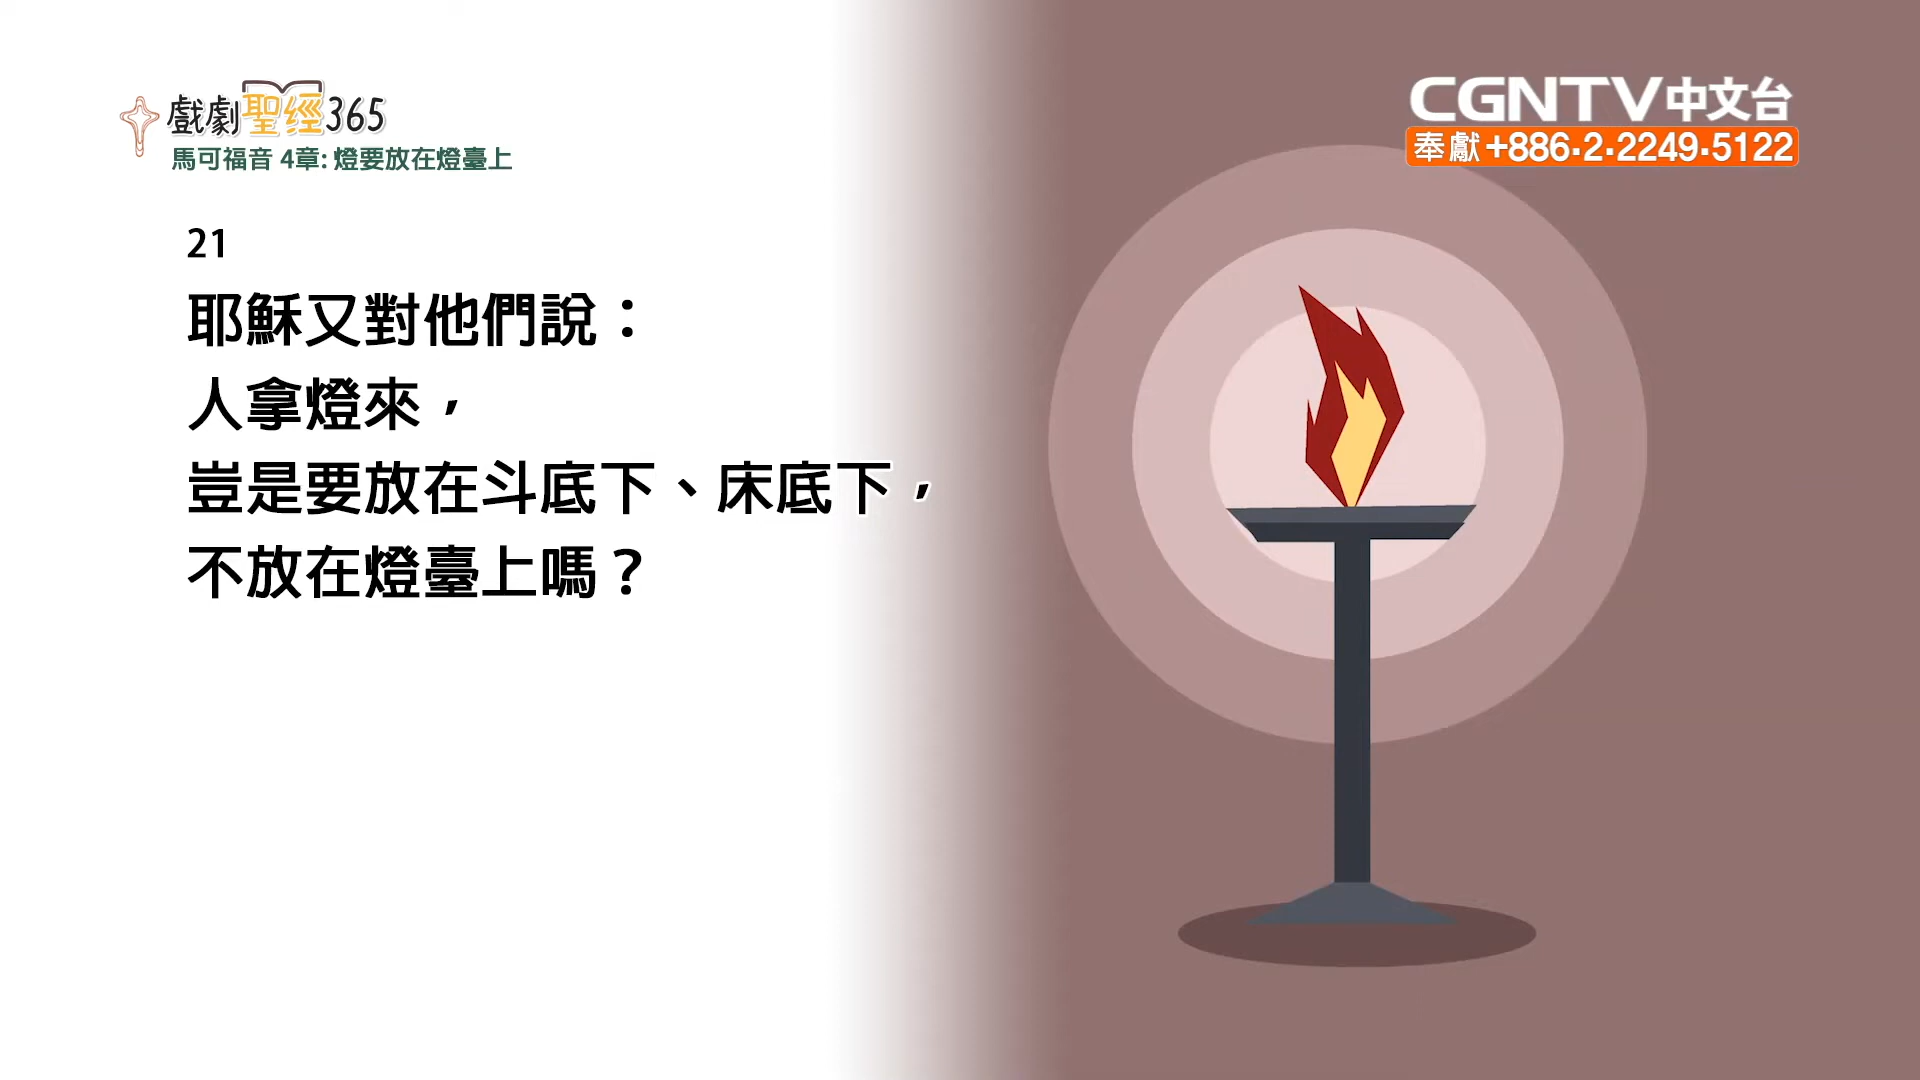 戲劇聖經365
馬可福音 4章: 燈要放在燈臺上
CGNTV中文台
奉獻 +886·2·2249·5122
21
耶穌又對他們說：
人拿燈來，
豈是要放在斗底下、床底下，
不放在燈臺上嗎？